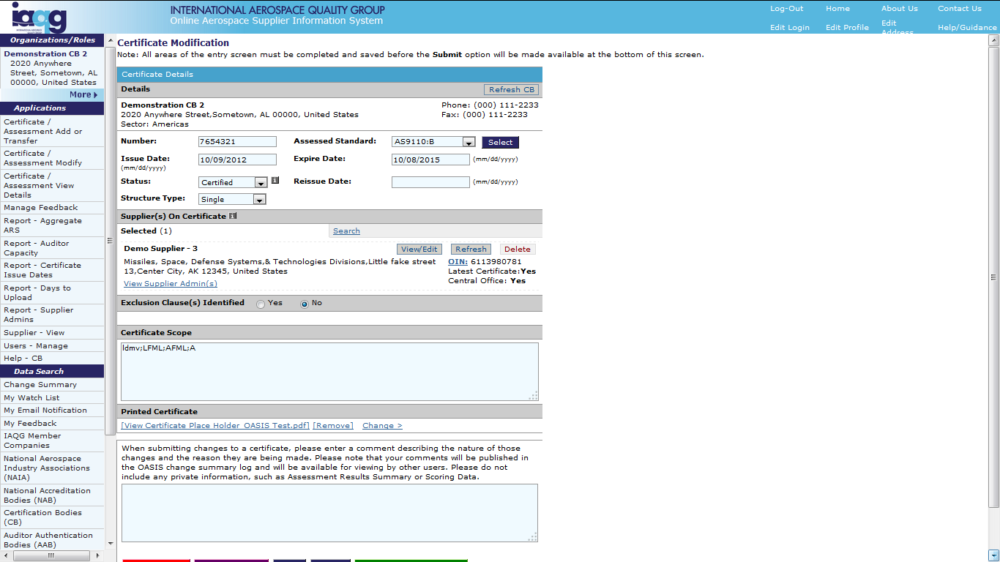 iaqg
INTERNATIONAL AEROSPACE QUALITY GROUP
Online Aerospace Supplier Information System
Log-Out Home About Us Contact Us
Edit Login Edit Profile Edit Address Help/Guidance
Organizations/Roles
Demonstration CB 2
2020 Anywhere
Street, Sometown, AL
00000, United States
More
Applications
Certificate /
Assessment Add or
Transfer
Certificate /
Assessment Modify
Certificate /
Assessment View
Details
Manage Feedback
Report - Aggregate
ARS
Report - Auditor
Capacity
Report - Certificate
Issue Dates
Report - Days to
Upload
Report - Supplier
Admins
Supplier - View
Users - Manage
Help - CB
Data Search
Change Summary
My Watch List
My Email Notification
My Feedback
IAQG Member
Companies
National Aerospace
Industry Associations
(NAIA)
National Accreditation
Bodies (NAB)
Certification Bodies
(CB)
Auditor Authentication
Bodies (AAB)
Certificate Modification
Note: All areas of the entry screen must be completed and saved before the Submit option will be made available at the bottom of this screen.
Certificate Details
Details Refresh CB
Demonstration CB 2 Phone: (000) 111-2233
2020 Anywhere Street,Sometown, AL 00000, United States Fax: (000) 111-2233
Sector: Americas
Number: 7654321 Assessed Standard: AS9110:B Select
Issue Date: 10/09/2012 Expire Date: 10/08/2015 (mm/dd/yyyy)
(mm/dd/yyyy)
Status: Certified Reissue Date: (mm/dd/yyyy)
Structure Type: Single
Supplier(s) On Certificate
Selected (1) Search
Demo Supplier - 3 View/Edit Refresh Delete
Missiles, Space, Defense Systems,& Technologies Divisions,Little fake street OIN: 6113980781
13,Center City, AK 12345, United States Latest Certificate:Yes
Central Office: Yes
View Supplier Admin(s)
Exclusion Clause(s) Identified Yes No
Certificate Scope
ldmv;LFML;AFML;A
Printed Certificate
[View Certificate Place Holder_OASIS Test.pdf] [Remove] Change >
When submitting changes to a certificate, please enter a comment describing the nature of those
changes and the reason they are being made. Please note that your comments will be published in
the OASIS change summary log and will be available for viewing by other users. Please do not
include any private information, such as Assessment Results Summary or Scoring Data.